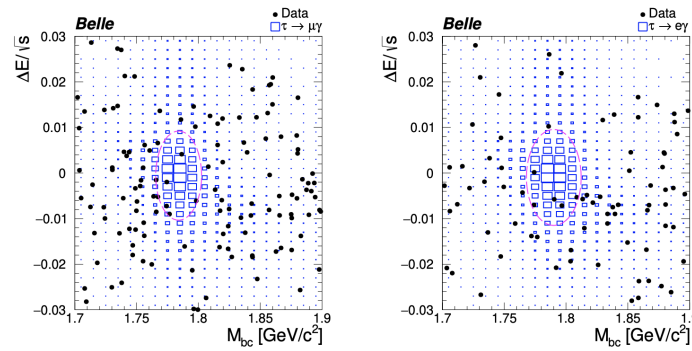 Belle
Data
τ → μγ
ΔE/√s
0.03
0.02
0.01
0
−0.01
−0.02
−0.03
1.7
1.75
1.8
1.85
1.9
M_bc [GeV/c²]
Belle
Data
τ → eγ
ΔE/√s
0.03
0.02
0.01
0
−0.01
−0.02
−0.03
1.7
1.75
1.8
1.85
1.9
M_bc [GeV/c²]